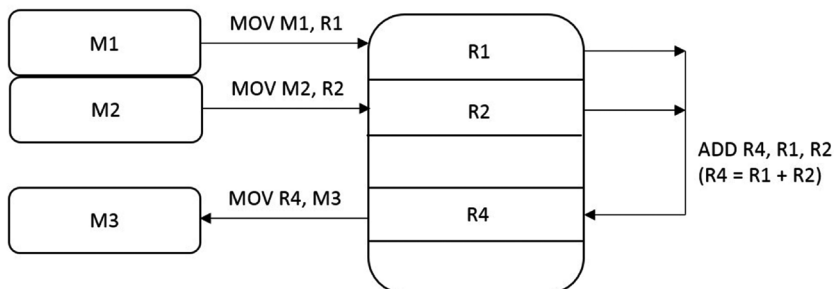 M1
MOV M1, R1
R1
M2
MOV M2, R2
R2
ADD R4, R1, R2
(R4 = R1 + R2)
M3
MOV R4, M3
R4